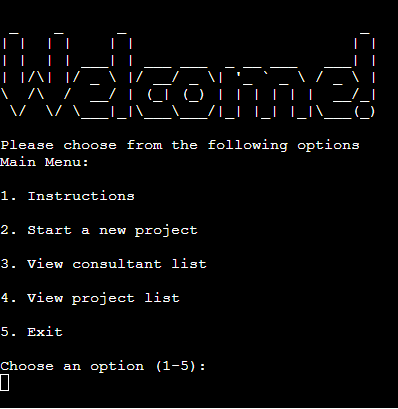 Welcome!
Please choose from the following options
Main Menu:
1. Instructions
2. Start a new project
3. View consultant list
4. View project list
5. Exit
Choose an option (1-5):